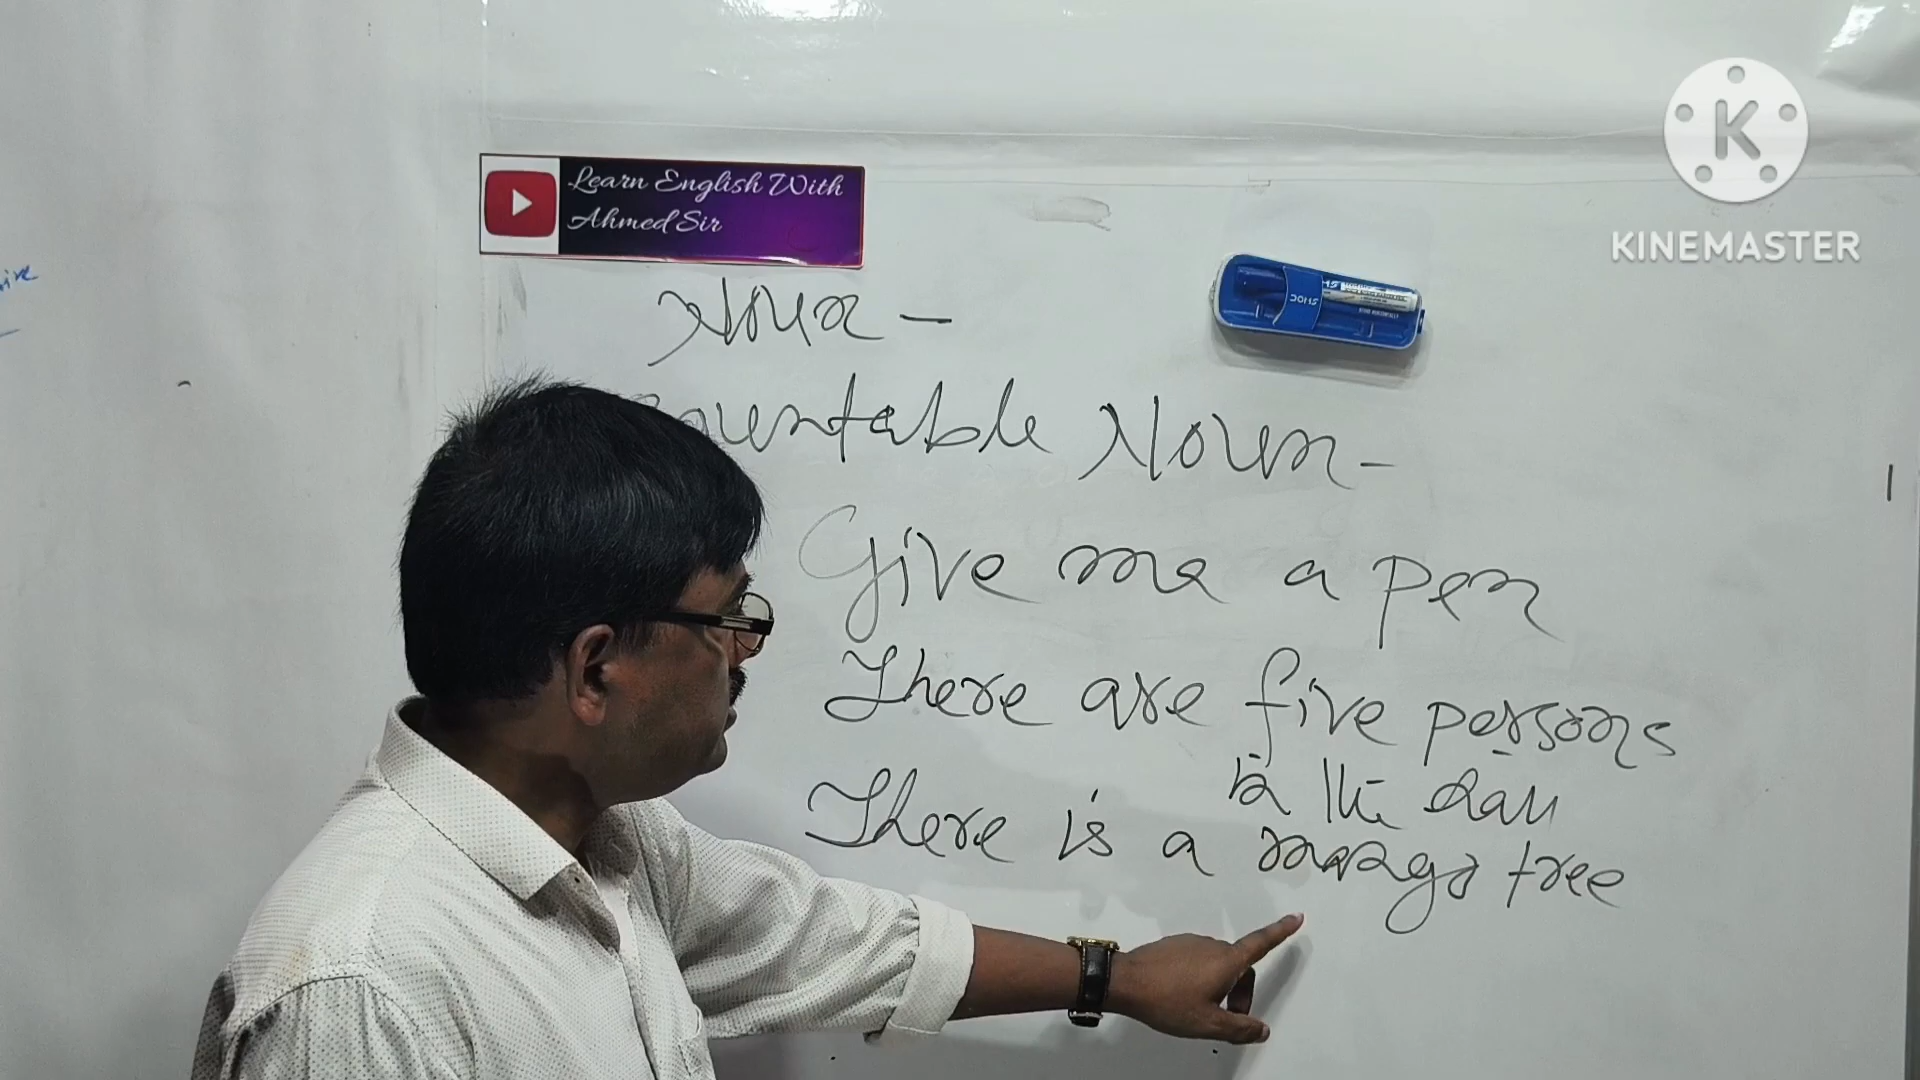 Learn English With
Ahmed Sir
KINEMASTER
DOMS
Noun -
Countable Noun -
Give me a pen
There are five persons
in the
There is a mango tree